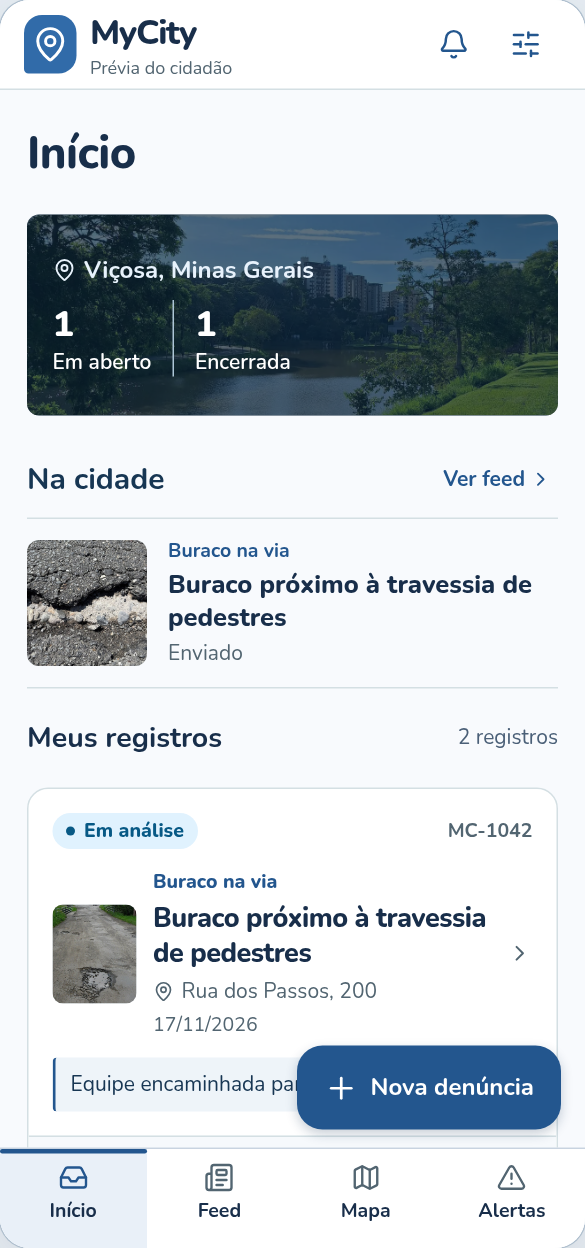 MyCity
Prévia do cidadão
Início
Viçosa, Minas Gerais
1
Em aberto
1
Encerrada
Na cidade
Ver feed
Buraco na via
Buraco próximo à travessia de
pedestres
Enviado
Meus registros
2 registros
Em análise
MC-1042
Buraco na via
Buraco próximo à travessia
de pedestres
Rua dos Passos, 200
17/11/2026
Equipe encaminhada
Nova denúncia
Início
Feed
Mapa
Alertas